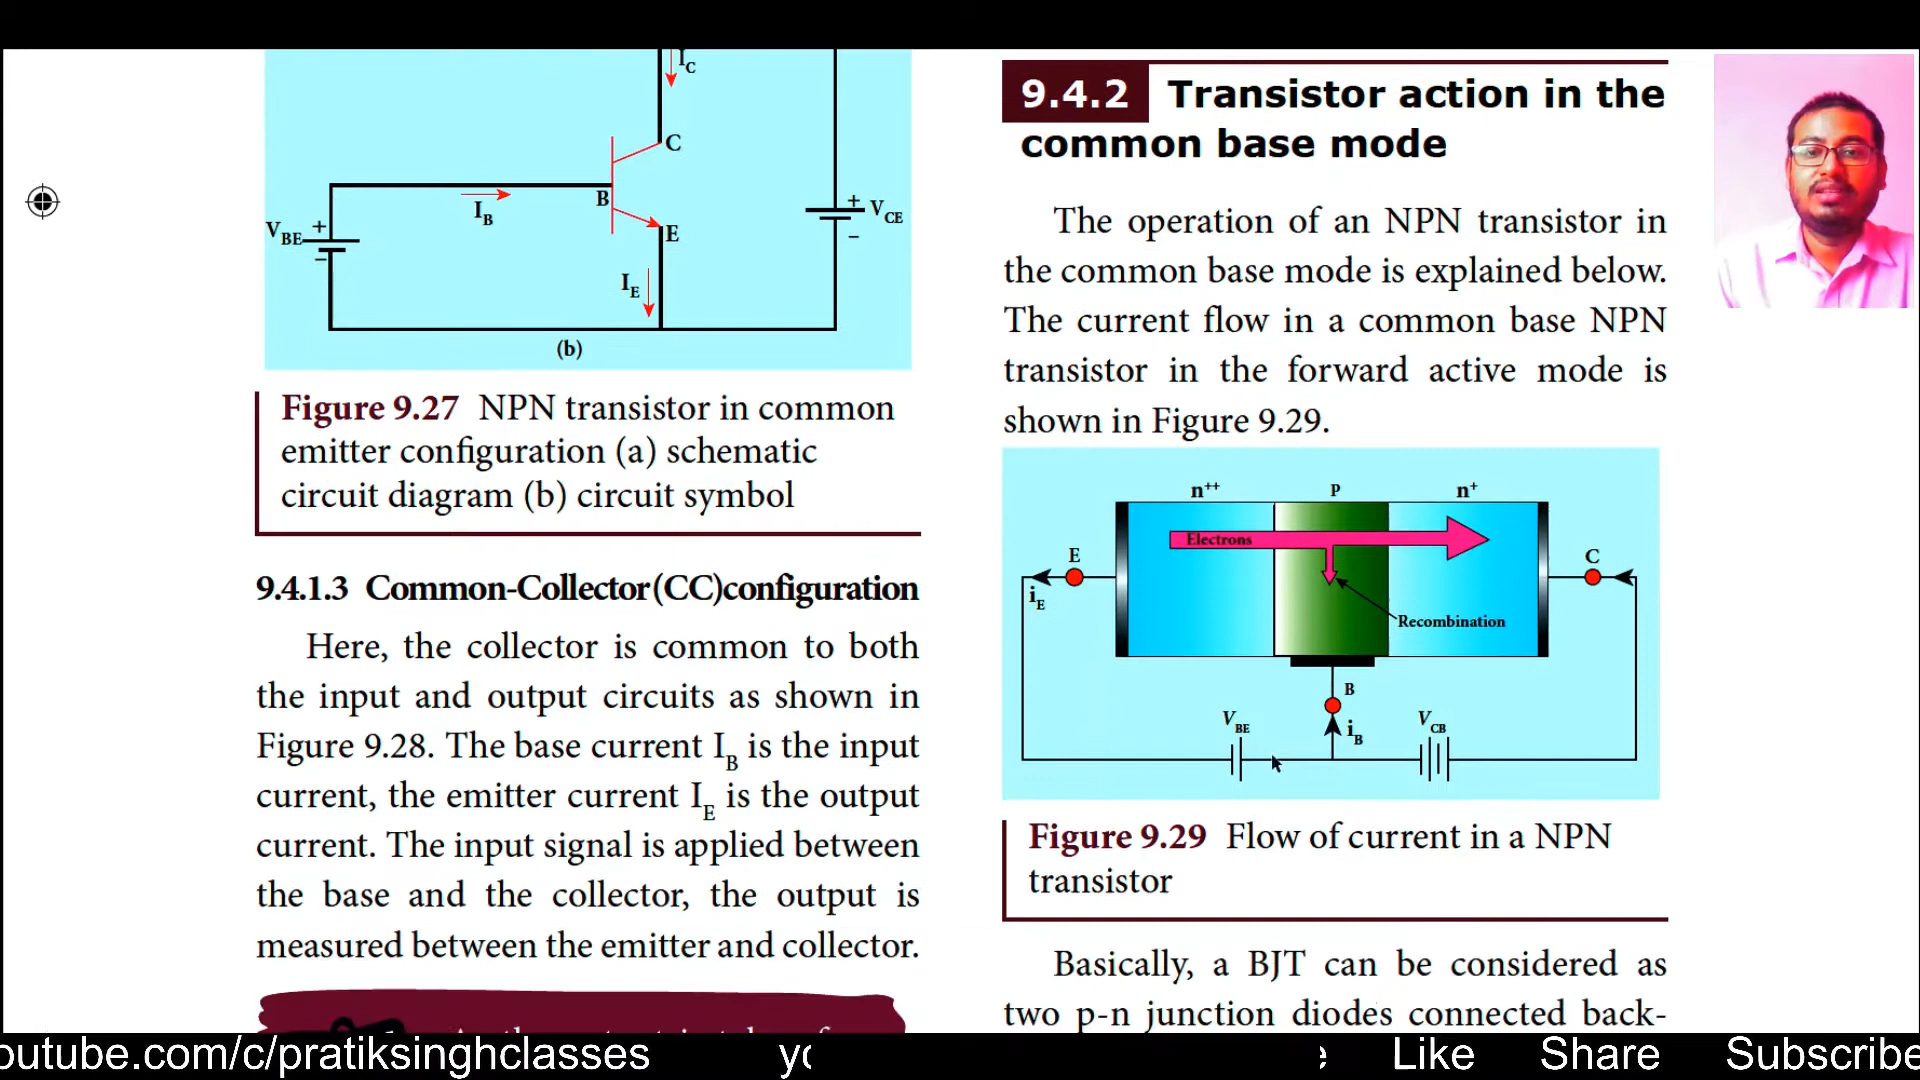 I_C
C
B
I_B
V_BE
+
−
E
I_E
+
V_CE
−
(b)
Figure 9.27 NPN transistor in common
emitter configuration (a) schematic
circuit diagram (b) circuit symbol
9.4.1.3 Common-Collector (CC)configuration
Here, the collector is common to both
the input and output circuits as shown in
Figure 9.28. The base current I_B is the input
current, the emitter current I_E is the output
current. The input signal is applied between
the base and the collector, the output is
measured between the emitter and collector.
9.4.2 Transistor action in the
common base mode
The operation of an NPN transistor in
the common base mode is explained below.
The current flow in a common base NPN
transistor in the forward active mode is
shown in Figure 9.29.
n++ p n+
Electrons
E
C
i_E
Recombination
B
V_BE
V_CB
i_B
Figure 9.29 Flow of current in a NPN
transistor
Basically, a BJT can be considered as
two p-n junction diodes connected back-
outube.com/c/pratiksinghclasses yo e Like Share Subscribe